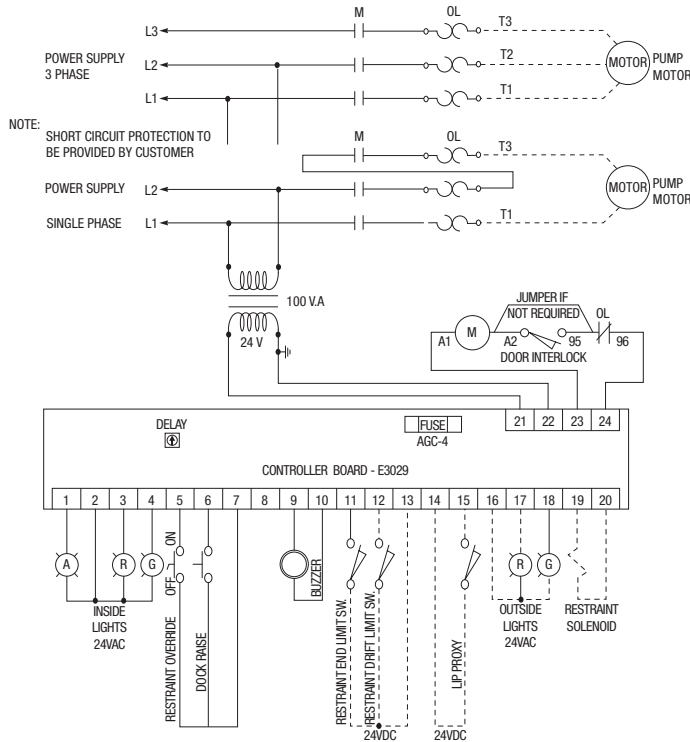 M OL T3
L3
POWER SUPPLY
3 PHASE
L2 T2
MOTOR PUMP
MOTOR
L1 T1
NOTE:
SHORT CIRCUIT PROTECTION TO
BE PROVIDED BY CUSTOMER
M OL T3
POWER SUPPLY L2
MOTOR PUMP
MOTOR
SINGLE PHASE L1 T1
100 V.A
24 V
JUMPER IF
NOT REQUIRED
OL
M
A1 A2 95 96
DOOR INTERLOCK
DELAY
FUSE
AGC-4
21 22 23 24
CONTROLLER BOARD - E3029
1 2 3 4 5 6 7 8 9 10 11 12 13 14 15 16 17 18 19 20
A R G
INSIDE
LIGHTS
24VAC
ON
OFF
RESTRAINT OVERRIDE
DOCK RAISE
BUZZER
RESTRAINT END LIMIT SW.
RESTRAINT DRIFT LIMIT SW.
24VDC
LIP PROXY
24VDC
R G
OUTSIDE
LIGHTS
24VAC
RESTRAINT
SOLENOID